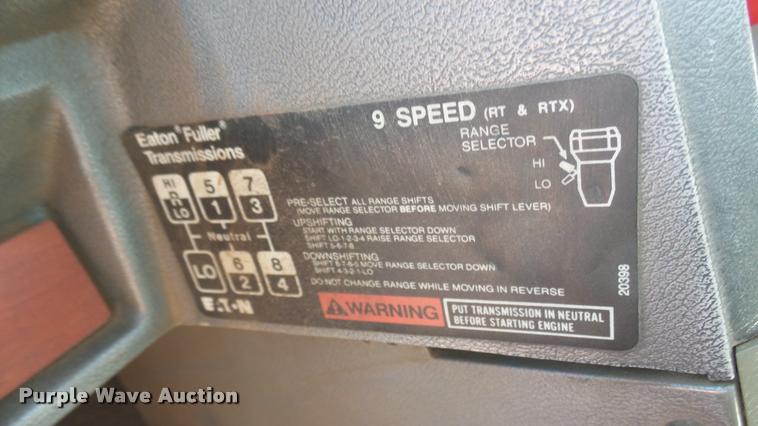 9 SPEED (RT & RTX)
Eaton® Fuller®
Transmissions
RANGE
SELECTOR
HI
LO
HI
R
LO
5
1
7
3
Neutral
LO
6
2
8
4
PRE-SELECT ALL RANGE SHIFTS
(MOVE RANGE SELECTOR BEFORE MOVING SHIFT LEVER)
UPSHIFTING
START WITH RANGE SELECTOR DOWN
SHIFT LO-1-2-3-4 RAISE RANGE SELECTOR
SHIFT 5-6-7-8
DOWNSHIFTING
SHIFT 8-7-6-5 MOVE RANGE SELECTOR DOWN
SHIFT 4-3-2-1-LO
DO NOT CHANGE RANGE WHILE MOVING IN REVERSE
EATON
WARNING
PUT TRANSMISSION IN NEUTRAL
BEFORE STARTING ENGINE
20398
Purple Wave Auction